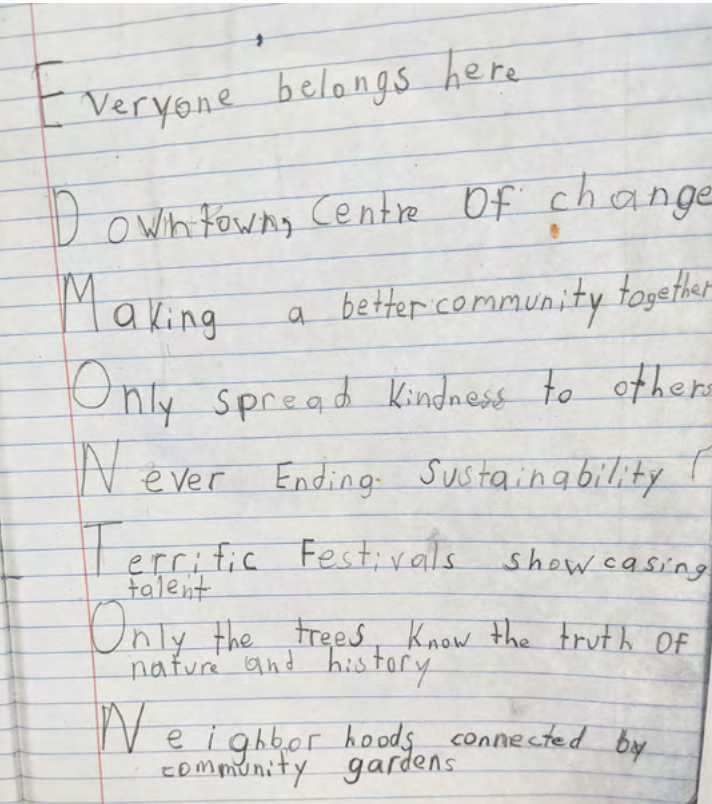 Everyone belongs here
Downtown, Centre Of change
Making a better community together
Only spread kindness to others
Never Ending Sustainability
Terrific Festivals showcasing
talent
Only the trees know the truth Of
nature and history
Neighbor hoods connected by
community gardens